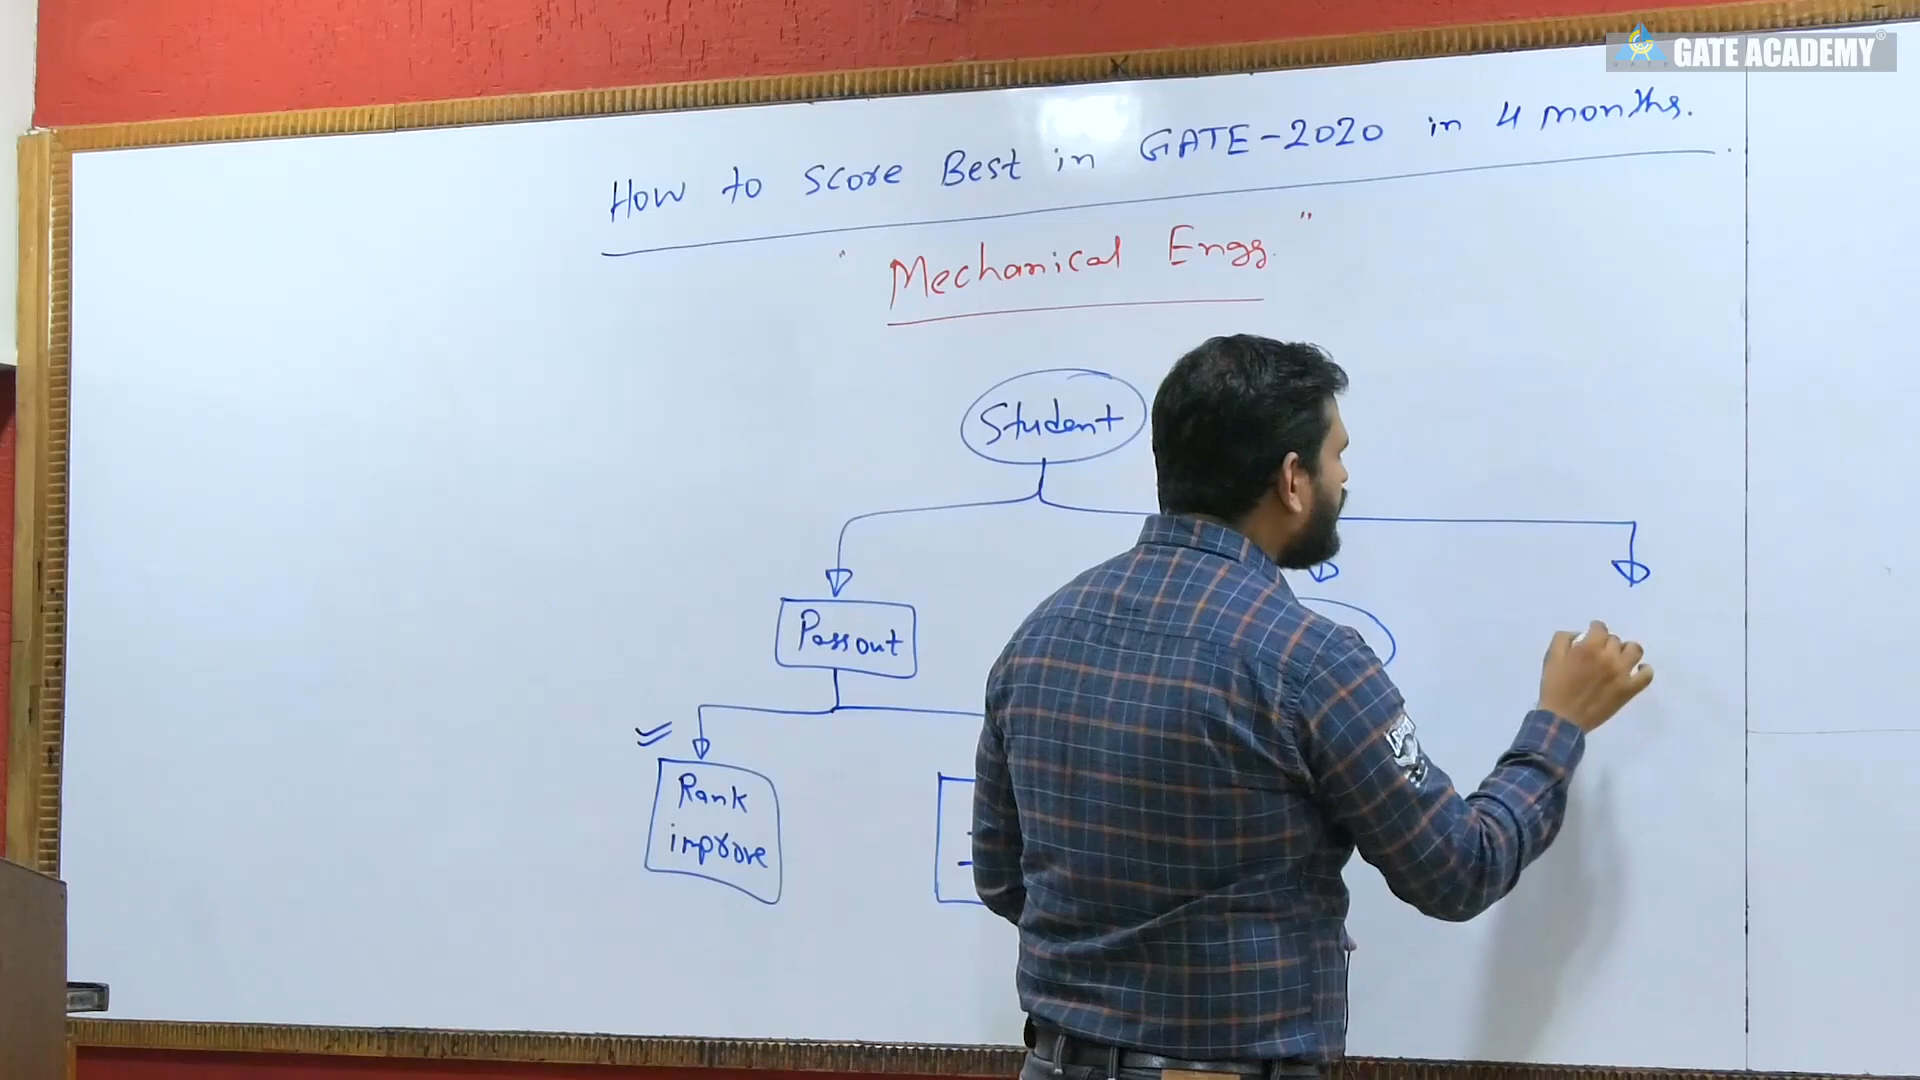 GATE ACADEMY
How to Score Best in GATE-2020 in 4 months.
"Mechanical Engg."
Student
Passout
Rank
improve